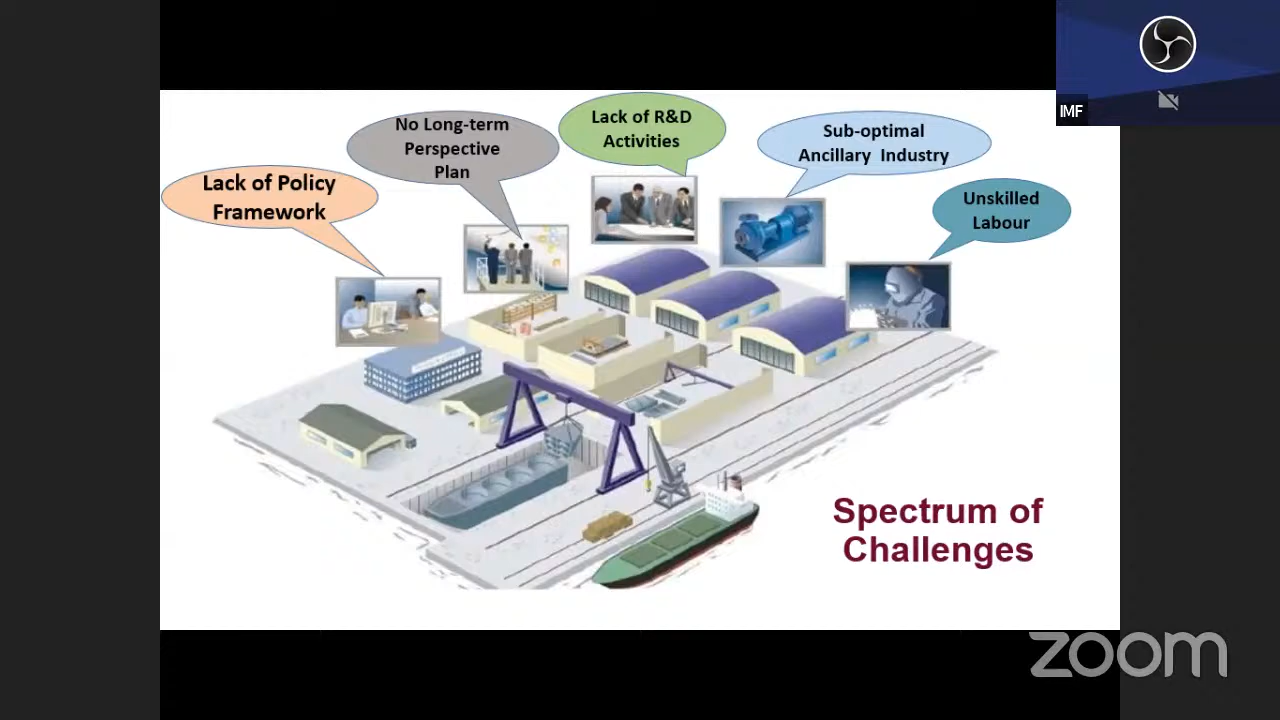 IMF
Lack of R&D
Activities
No Long-term
Perspective
Plan
Sub-optimal
Ancillary Industry
Lack of Policy
Framework
Unskilled
Labour
Spectrum of
Challenges
zoom